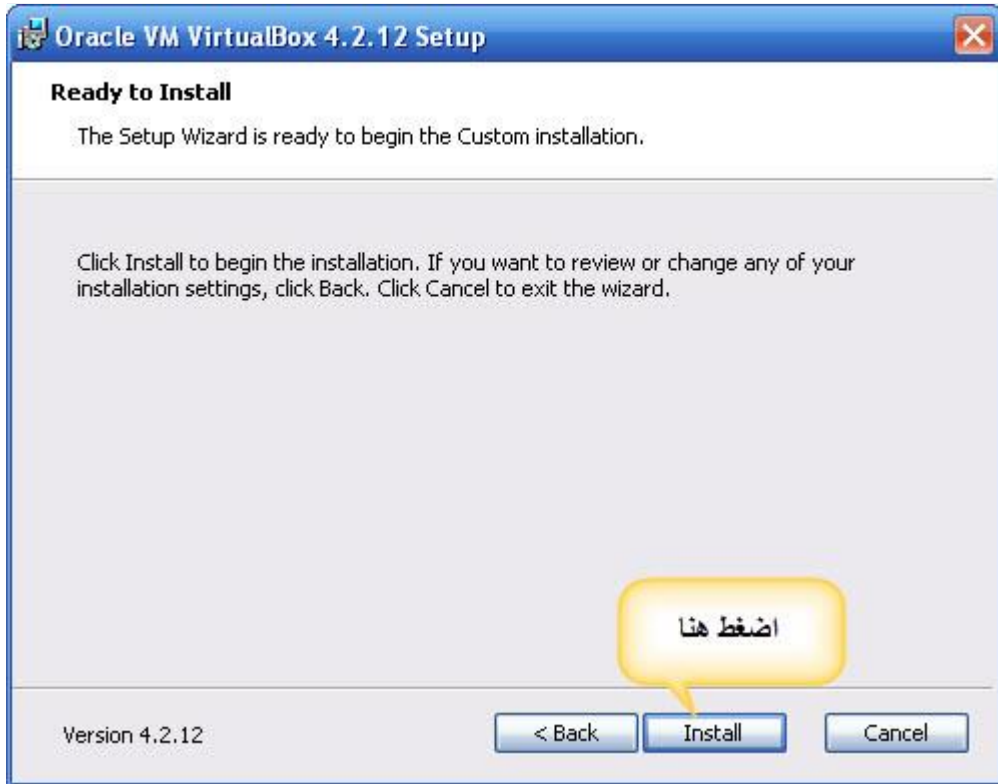 Oracle VM VirtualBox 4.2.12 Setup
Ready to Install
The Setup Wizard is ready to begin the Custom installation.
Click Install to begin the installation. If you want to review or change any of your
installation settings, click Back. Click Cancel to exit the wizard.
اضغط هنا
Version 4.2.12
< Back
Install
Cancel